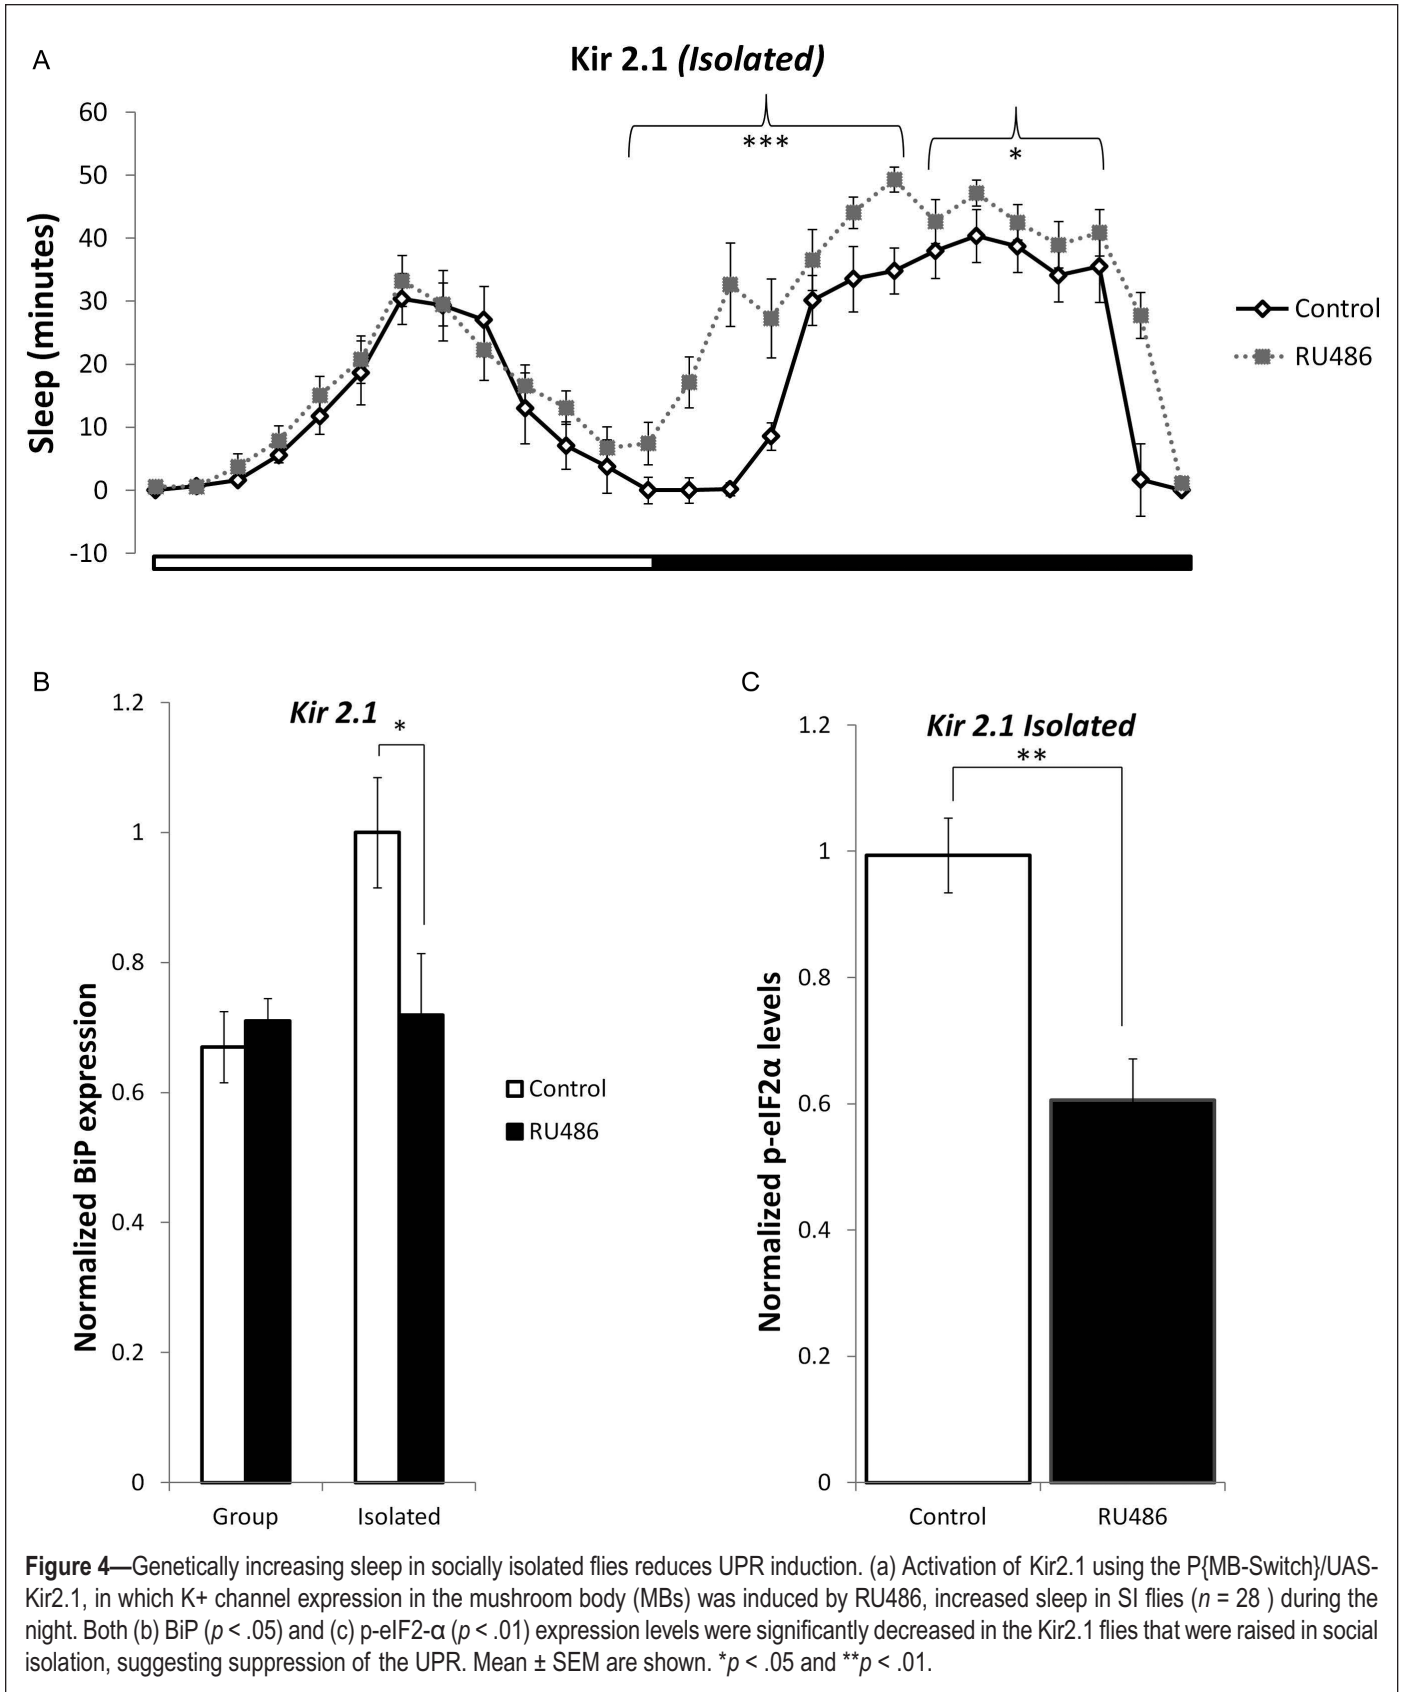 A
Kir 2.1 (Isolated)
60
50
40
30
20
10
0
-10
Sleep (minutes)
***
*
Control
RU486
B
Kir 2.1
*
1.2
1
0.8
0.6
0.4
0.2
0
Normalized BiP expression
Group
Isolated
Control
RU486
C
Kir 2.1 Isolated
**
1.2
1
0.8
0.6
0.4
0.2
0
Normalized p-eIF2α levels
Control
RU486
Figure 4—Genetically increasing sleep in socially isolated flies reduces UPR induction. (a) Activation of Kir2.1 using the P{MB-Switch}/UAS-
Kir2.1, in which K+ channel expression in the mushroom body (MBs) was induced by RU486, increased sleep in SI flies (n = 28 ) during the
night. Both (b) BiP (p < .05) and (c) p-eIF2-α (p < .01) expression levels were significantly decreased in the Kir2.1 flies that were raised in social
isolation, suggesting suppression of the UPR. Mean ± SEM are shown. *p < .05 and **p < .01.